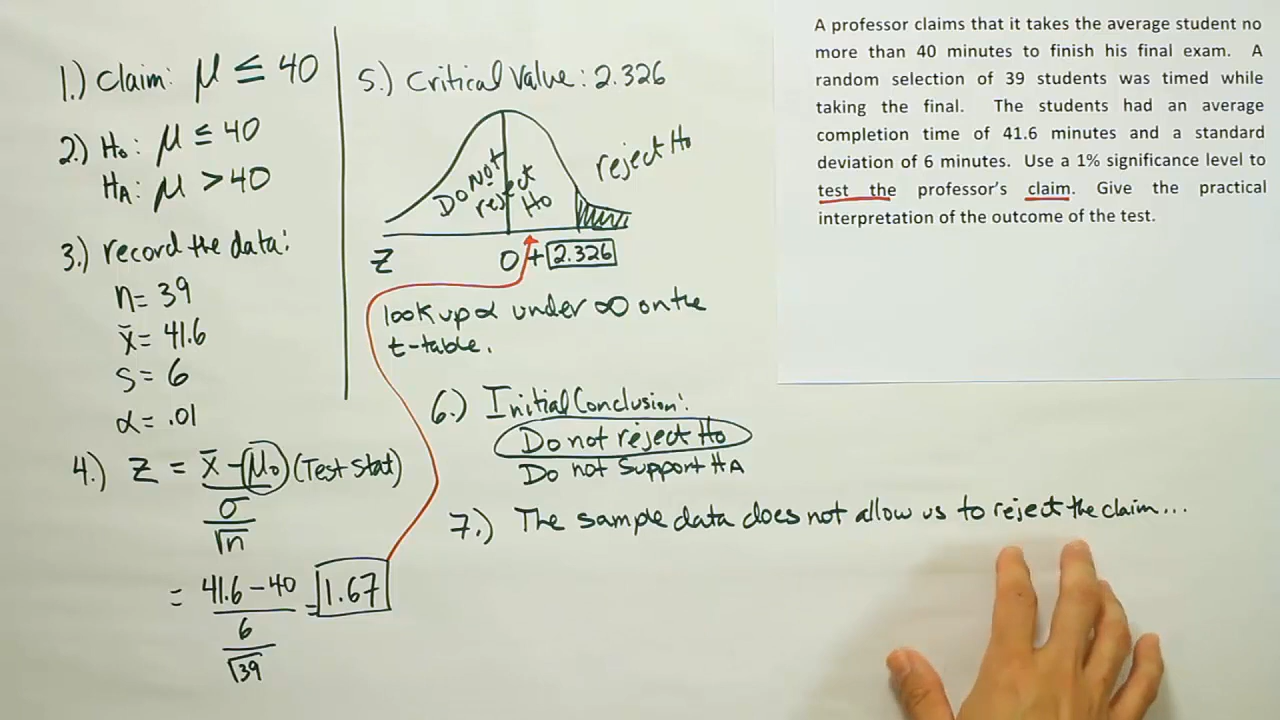 1.) Claim: μ ≤ 40
2.) Ho: μ ≤ 40
HA: μ > 40
3.) record the data:
n= 39
x̄= 41.6
s= 6
α= .01
4.) Z = x̄ - μo (Test Stat)
σ
√n
= 41.6 - 40 = 1.67
6
√39
5.) Critical Value: 2.326
Do Not reject Ho
reject Ho
Z 0 + 2.326
look up α under ∞ on the
t-table.
6.) Initial Conclusion:
Do not reject Ho
Do not Support HA
7.) The sample data does not allow us to reject the claim...
A professor claims that it takes the average student no
more than 40 minutes to finish his final exam. A
random selection of 39 students was timed while
taking the final. The students had an average
completion time of 41.6 minutes and a standard
deviation of 6 minutes. Use a 1% significance level to
test the professor's claim. Give the practical
interpretation of the outcome of the test.